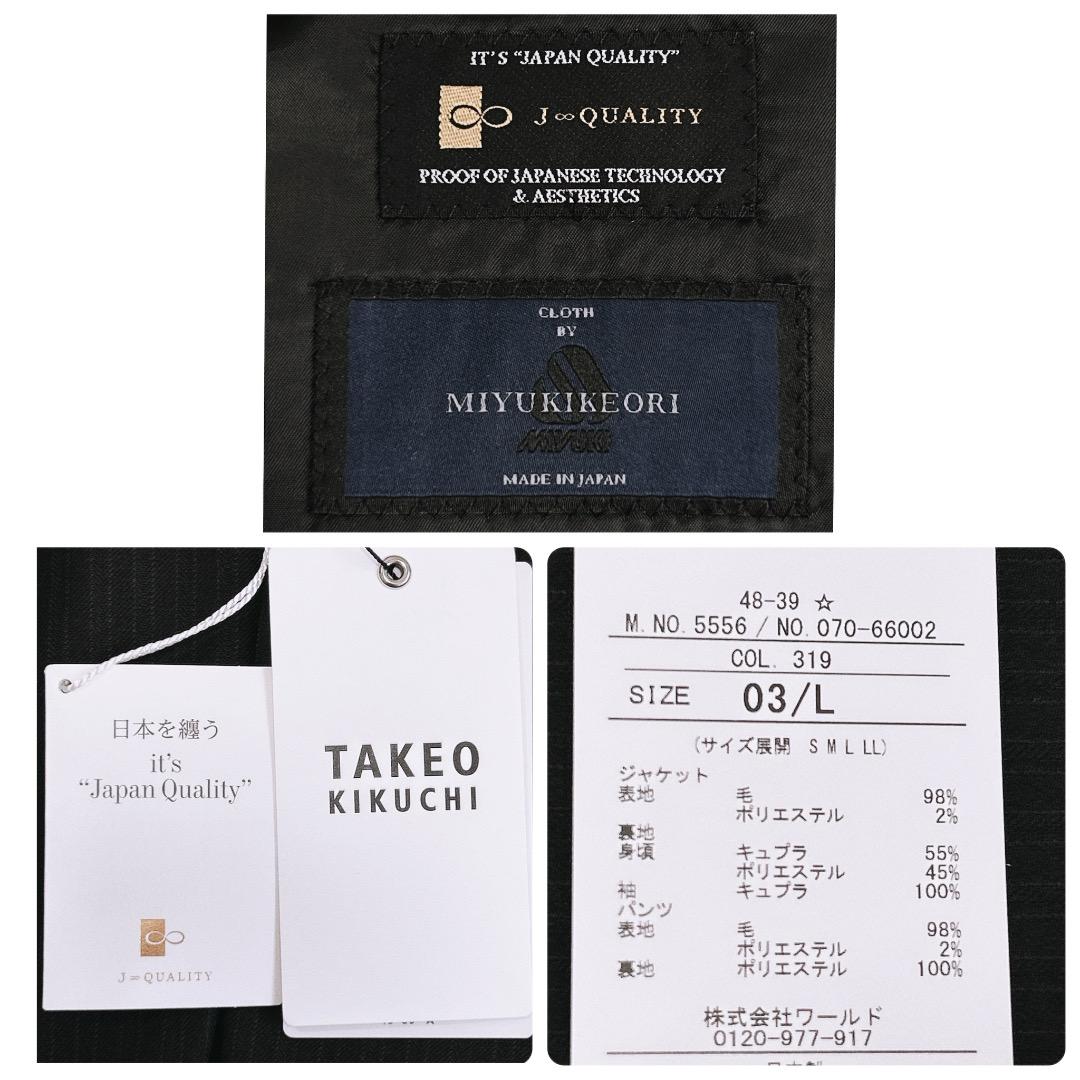 IT'S "JAPAN QUALITY"
J∞QUALITY
PROOF OF JAPANESE TECHNOLOGY
& AESTHETICS
CLOTH
BY
MIYUKIKEORI
MIYUKI
MADE IN JAPAN
日本を纏う
it's
"Japan Quality"
J∞QUALITY
TAKEO
KIKUCHI
48-39 ☆
M.NO.5556 / NO.070-66002
COL. 319
SIZE 03/L
(サイズ展開 S M L LL)
ジャケット
表地 毛 98%
ポリエステル 2%
裏地
身頃 キュプラ 55%
ポリエステル 45%
袖 キュプラ 100%
パンツ
表地 毛 98%
ポリエステル 2%
裏地 ポリエステル 100%
株式会社ワールド
0120-977-917